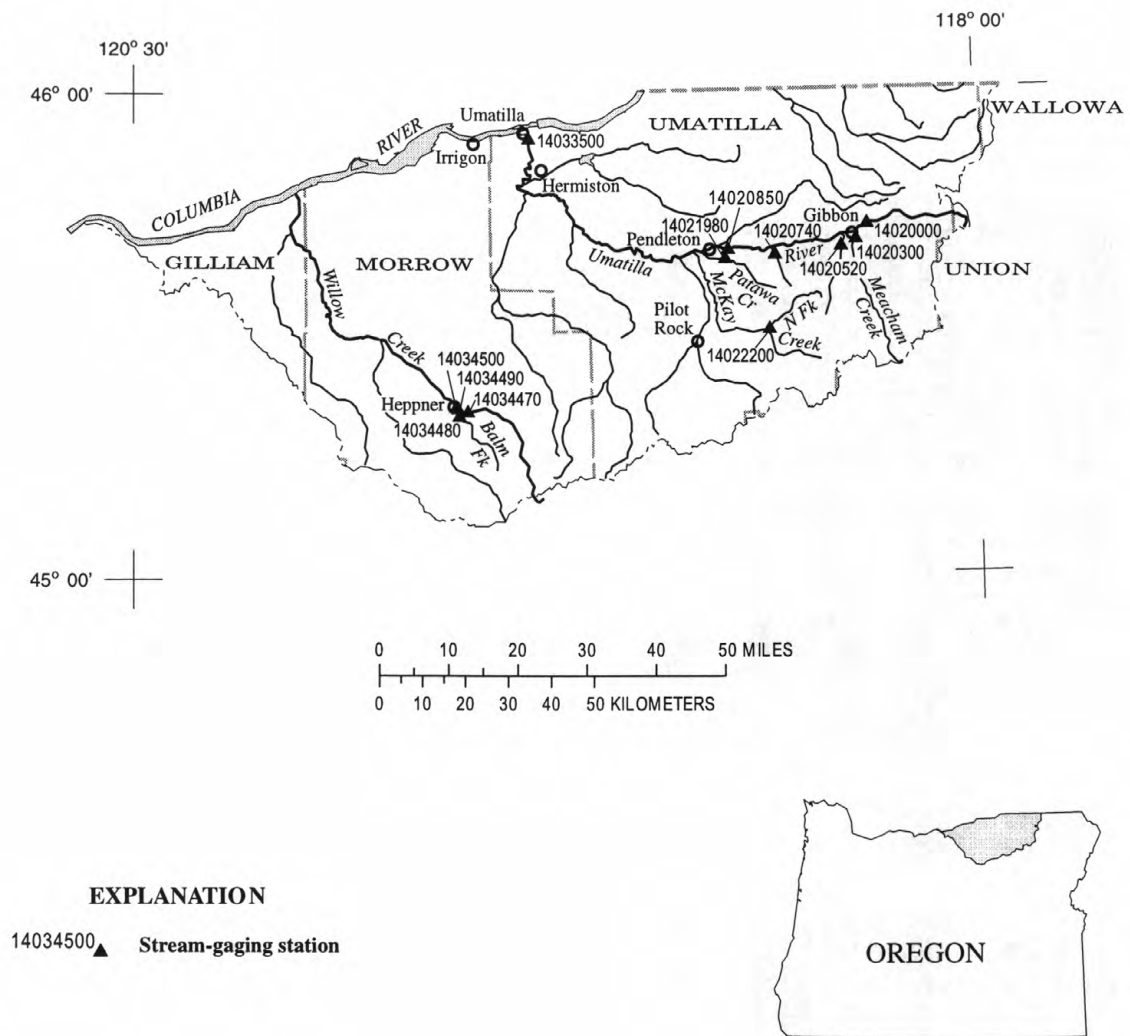 118° 00'
120° 30'
46° 00'
WALLOWA
Umatilla
UMATILLA
RIVER
14033500
Irrigon
Hermiston
COLUMBIA
14020850
14021980
Gibbon
14020740
14020000
Pendleton
River
14020300
14020520
GILLIAM
MORROW
Umatilla
UNION
Patawa
Cr
McKay
Meacham
Creek
Willow
Pilot
Rock
N Fk
Creek
14022200
Creek
14034500
14034490
14034470
Heppner
14034480
Balm
Fk
45° 00'
0 10 20 30 40 50 MILES
0 10 20 30 40 50 KILOMETERS
EXPLANATION
14034500 Stream-gaging station
OREGON